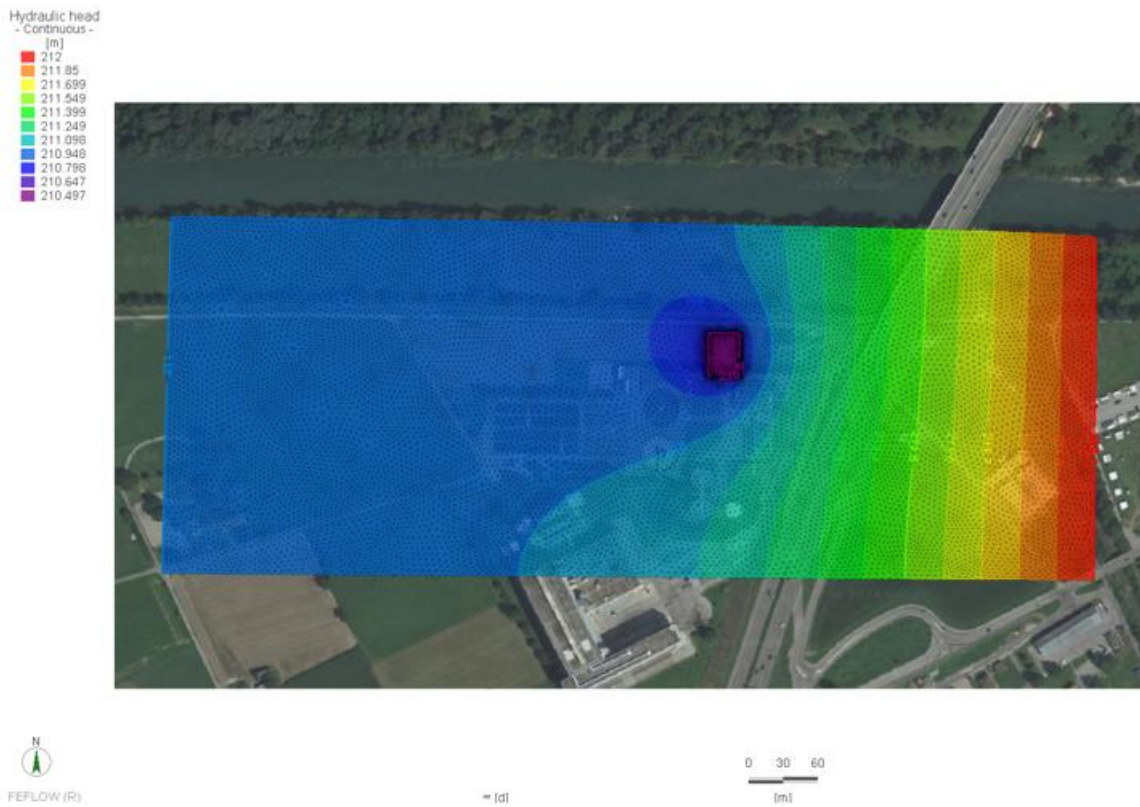 Hydraulic head
- Continuous -
[m]
212
211.85
211.699
211.549
211.399
211.249
211.098
210.948
210.798
210.647
210.497
N
FEFLOW (R)
= [d]
0 30 60
[m]